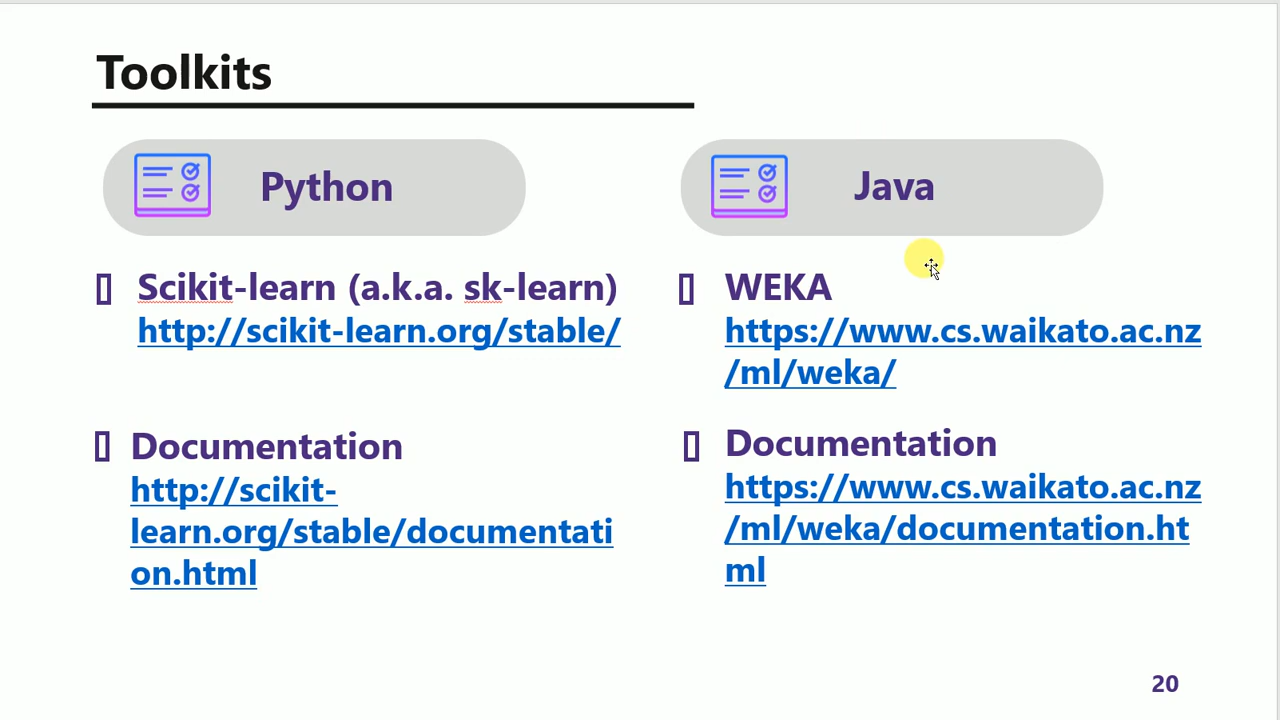 Toolkits
Python
Scikit-learn (a.k.a. sk-learn)
http://scikit-learn.org/stable/
Documentation
http://scikit-
learn.org/stable/documentati
on.html
Java
WEKA
https://www.cs.waikato.ac.nz
/ml/weka/
Documentation
https://www.cs.waikato.ac.nz
/ml/weka/documentation.ht
ml
20